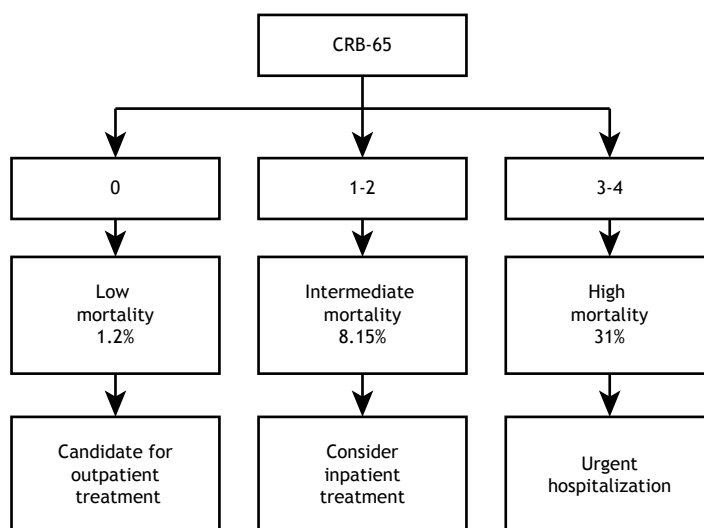 CRB-65
0
1-2
3-4
Low
mortality
1.2%
Intermediate
mortality
8.15%
High
mortality
31%
Candidate for
outpatient
treatment
Consider
inpatient
treatment
Urgent
hospitalization